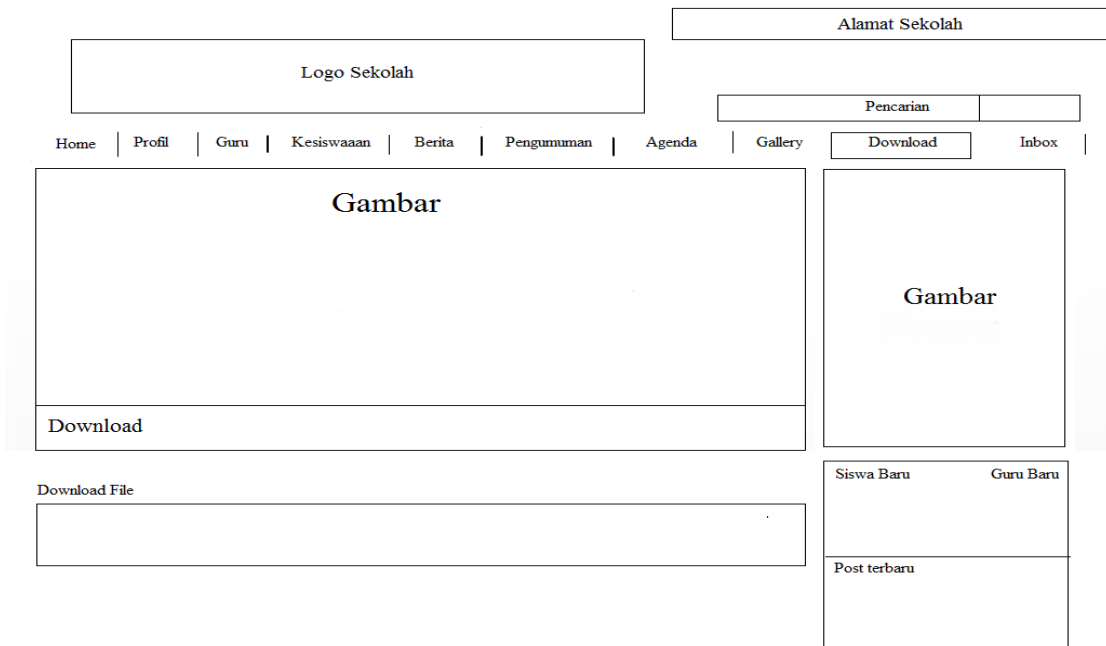 Alamat Sekolah
Logo Sekolah
Pencarian
Home Profil Guru Kesiswaaan Berita Pengumuman Agenda Gallery Download Inbox
Gambar
Gambar
Download
Siswa Baru Guru Baru
Download File
Post terbaru